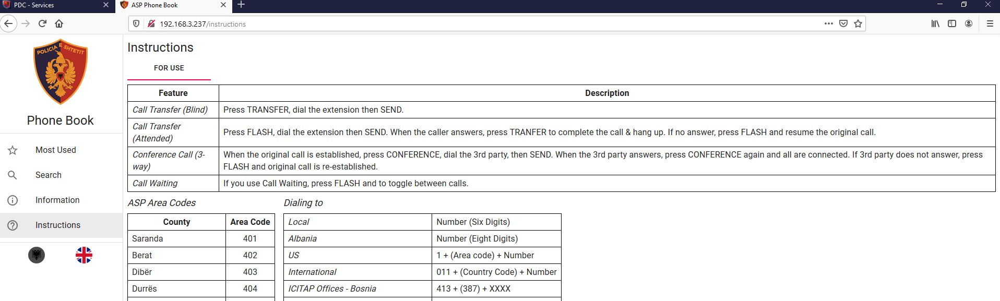 PDC - Services
ASP Phone Book
192.168.3.237/instructions
POLICIA E SHTETIT
Phone Book
Most Used
Search
Information
Instructions
Instructions
FOR USE
Feature Description
Call Transfer (Blind) Press TRANSFER, dial the extension then SEND.
Call Transfer
(Attended)
Press FLASH, dial the extension then SEND. When the caller answers, press TRANFER to complete the call & hang up. If no answer, press FLASH and resume the original call.
Conference Call (3-
way)
When the original call is established, press CONFERENCE, dial the 3rd party, then SEND. When the 3rd party answers, press CONFERENCE again and all are connected. If 3rd party does not answer, press
FLASH and original call is re-established.
Call Waiting If you use Call Waiting, press FLASH and to toggle between calls.
ASP Area Codes
County Area Code
Saranda 401
Berat 402
Dibër 403
Durrës 404
Dialing to
Local Number (Six Digits)
Albania Number (Eight Digits)
US 1 + (Area code) + Number
International 011 + (Country Code) + Number
ICITAP Offices - Bosnia 413 + (387) + XXXX